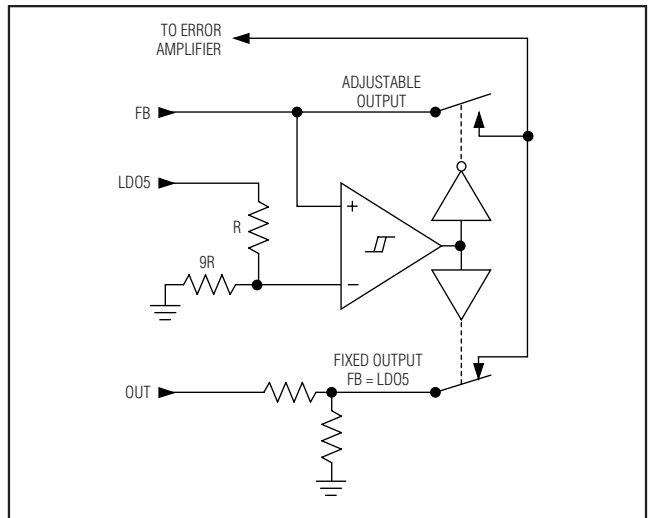 TO ERROR
AMPLIFIER
ADJUSTABLE
OUTPUT
FB
LDO5
R
+
9R
−
FIXED OUTPUT
FB = LDO5
OUT